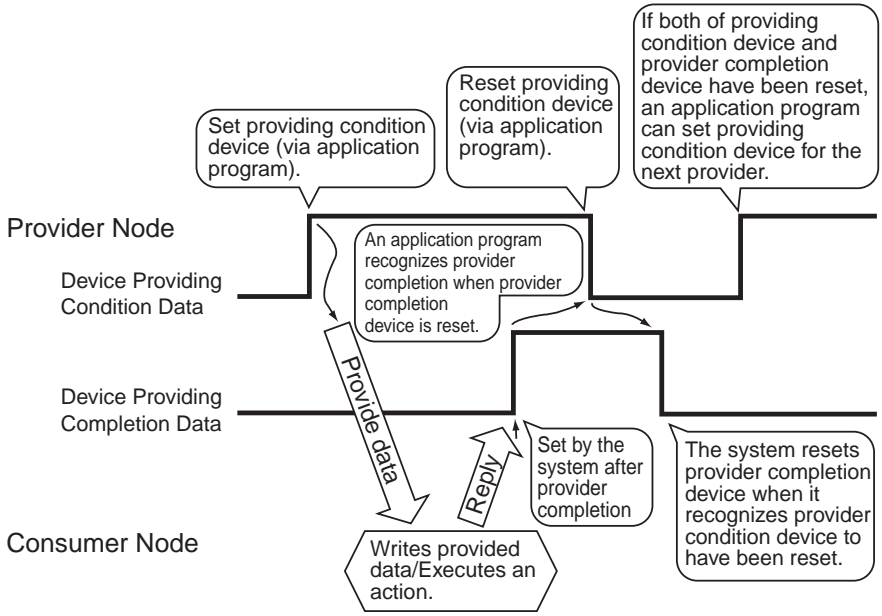 Set providing condition
device (via application
program).
Reset providing
condition device
(via application
program).
If both of providing
condition device and
provider completion
device have been reset,
an application program
can set providing
condition device for the
next provider.
Provider Node
Device Providing
Condition Data
An application program
recognizes provider
completion when provider
completion
device is reset.
Provide data
Device Providing
Completion Data
Reply
Set by the
system after
provider
completion
The system resets
provider completion
device when it
recognizes provider
condition device to
have been reset.
Consumer Node
Writes provided
data/Executes an
action.